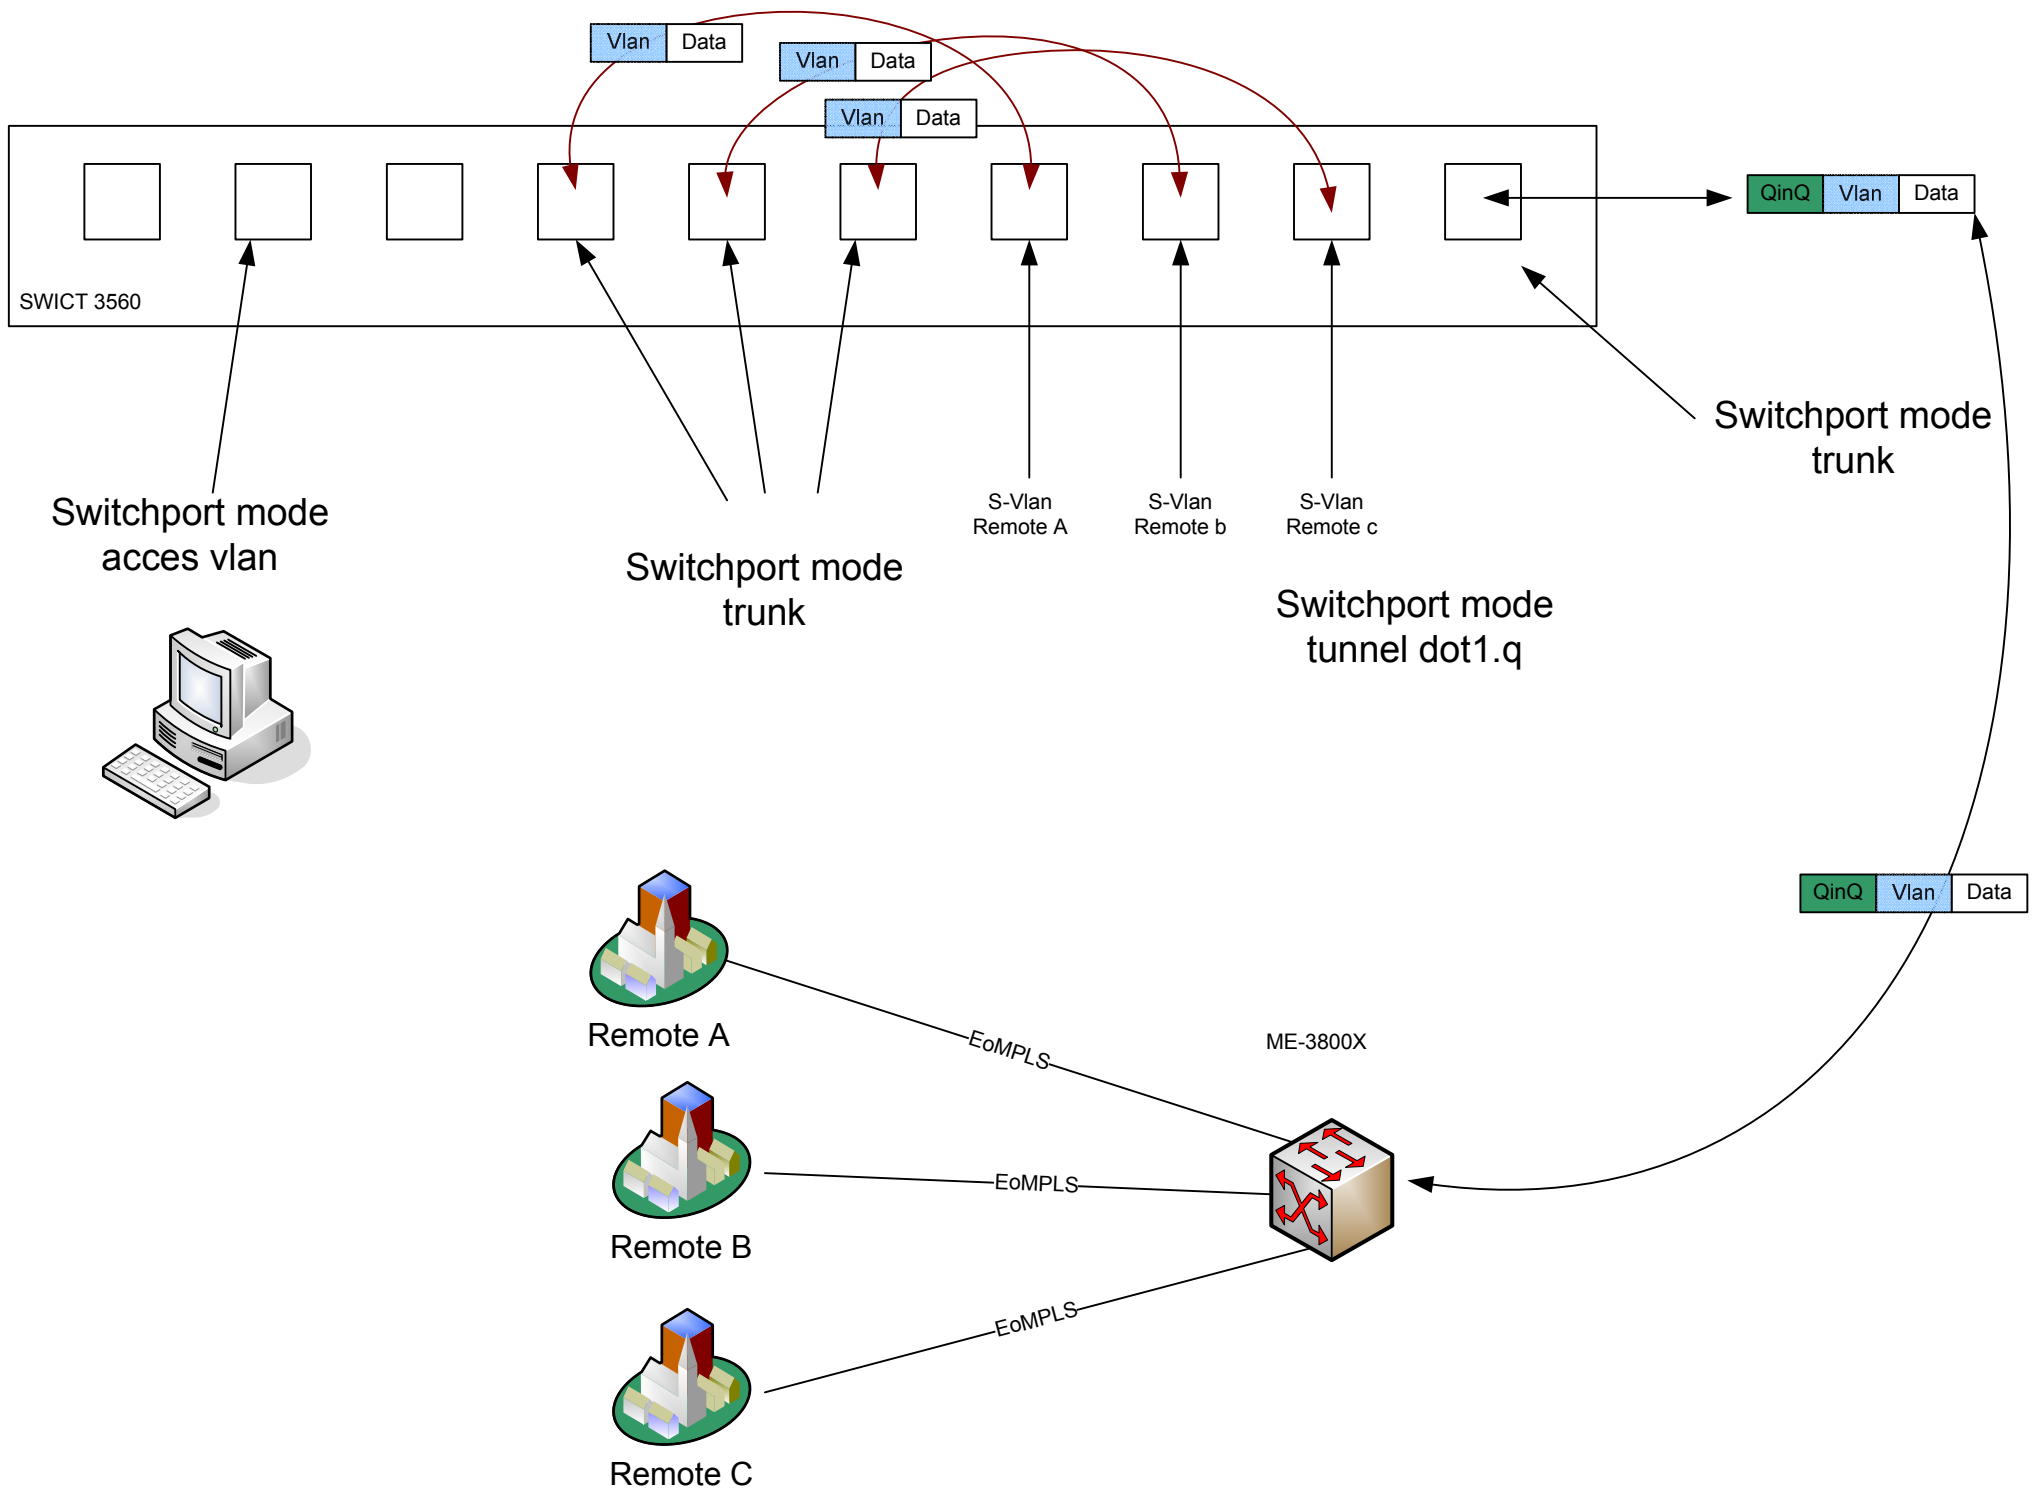 Vlan Data
Vlan Data
Vlan Data
QinQ Vlan Data
SWICT 3560
Switchport mode
trunk
Switchport mode
acces vlan
S-Vlan
Remote A
S-Vlan
Remote b
S-Vlan
Remote c
Switchport mode
trunk
Switchport mode
tunnel dot1.q
QinQ Vlan Data
Remote A
EoMPLS
ME-3800X
EoMPLS
Remote B
EoMPLS
Remote C